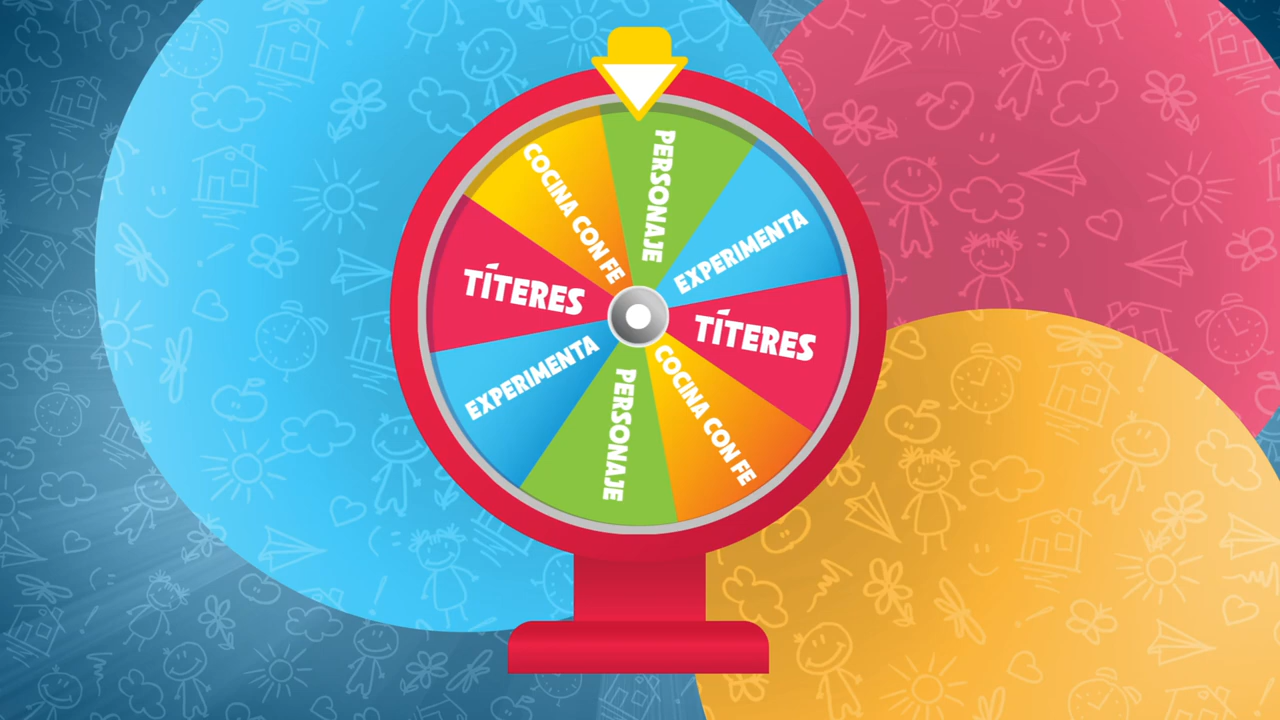 PERSONAJE
EXPERIMENTA
TÍTERES
COCINA CON FE
PERSONAJE
EXPERIMENTA
TÍTERES
COCINA CON FE